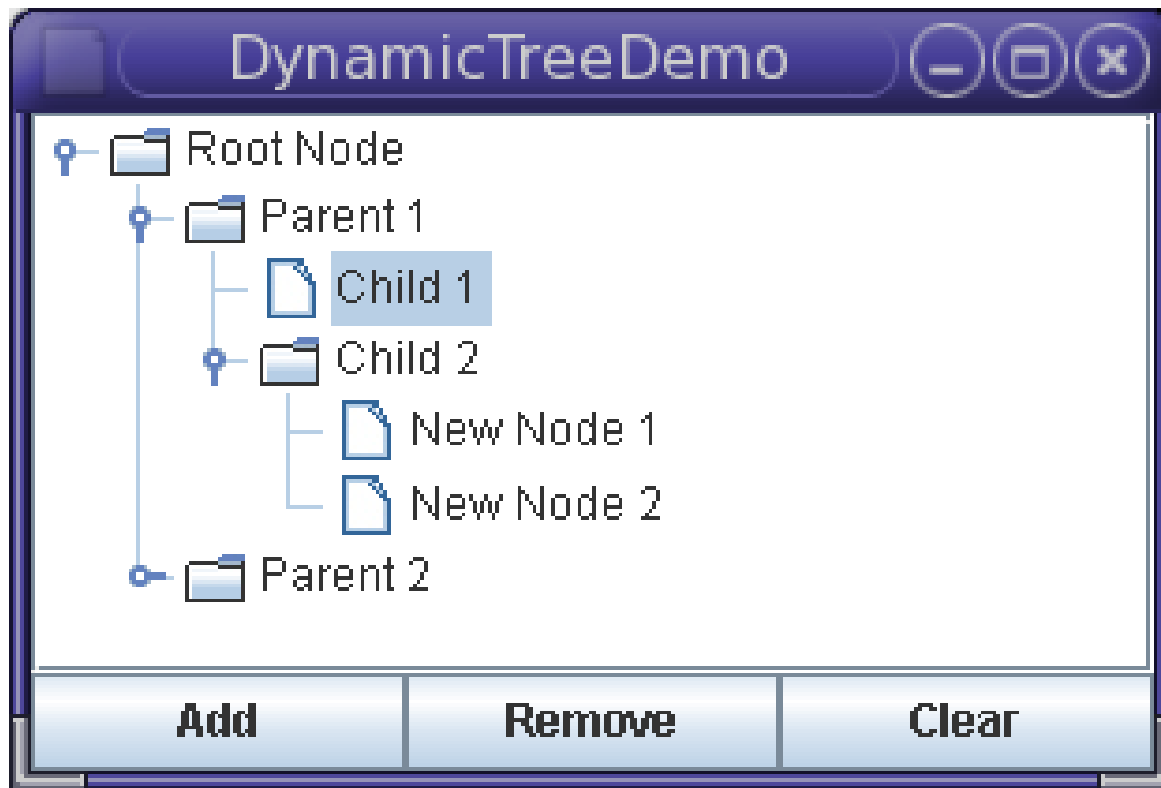 DynamicTreeDemo
Root Node
Parent 1
Child 1
Child 2
New Node 1
New Node 2
Parent 2
Add Remove Clear